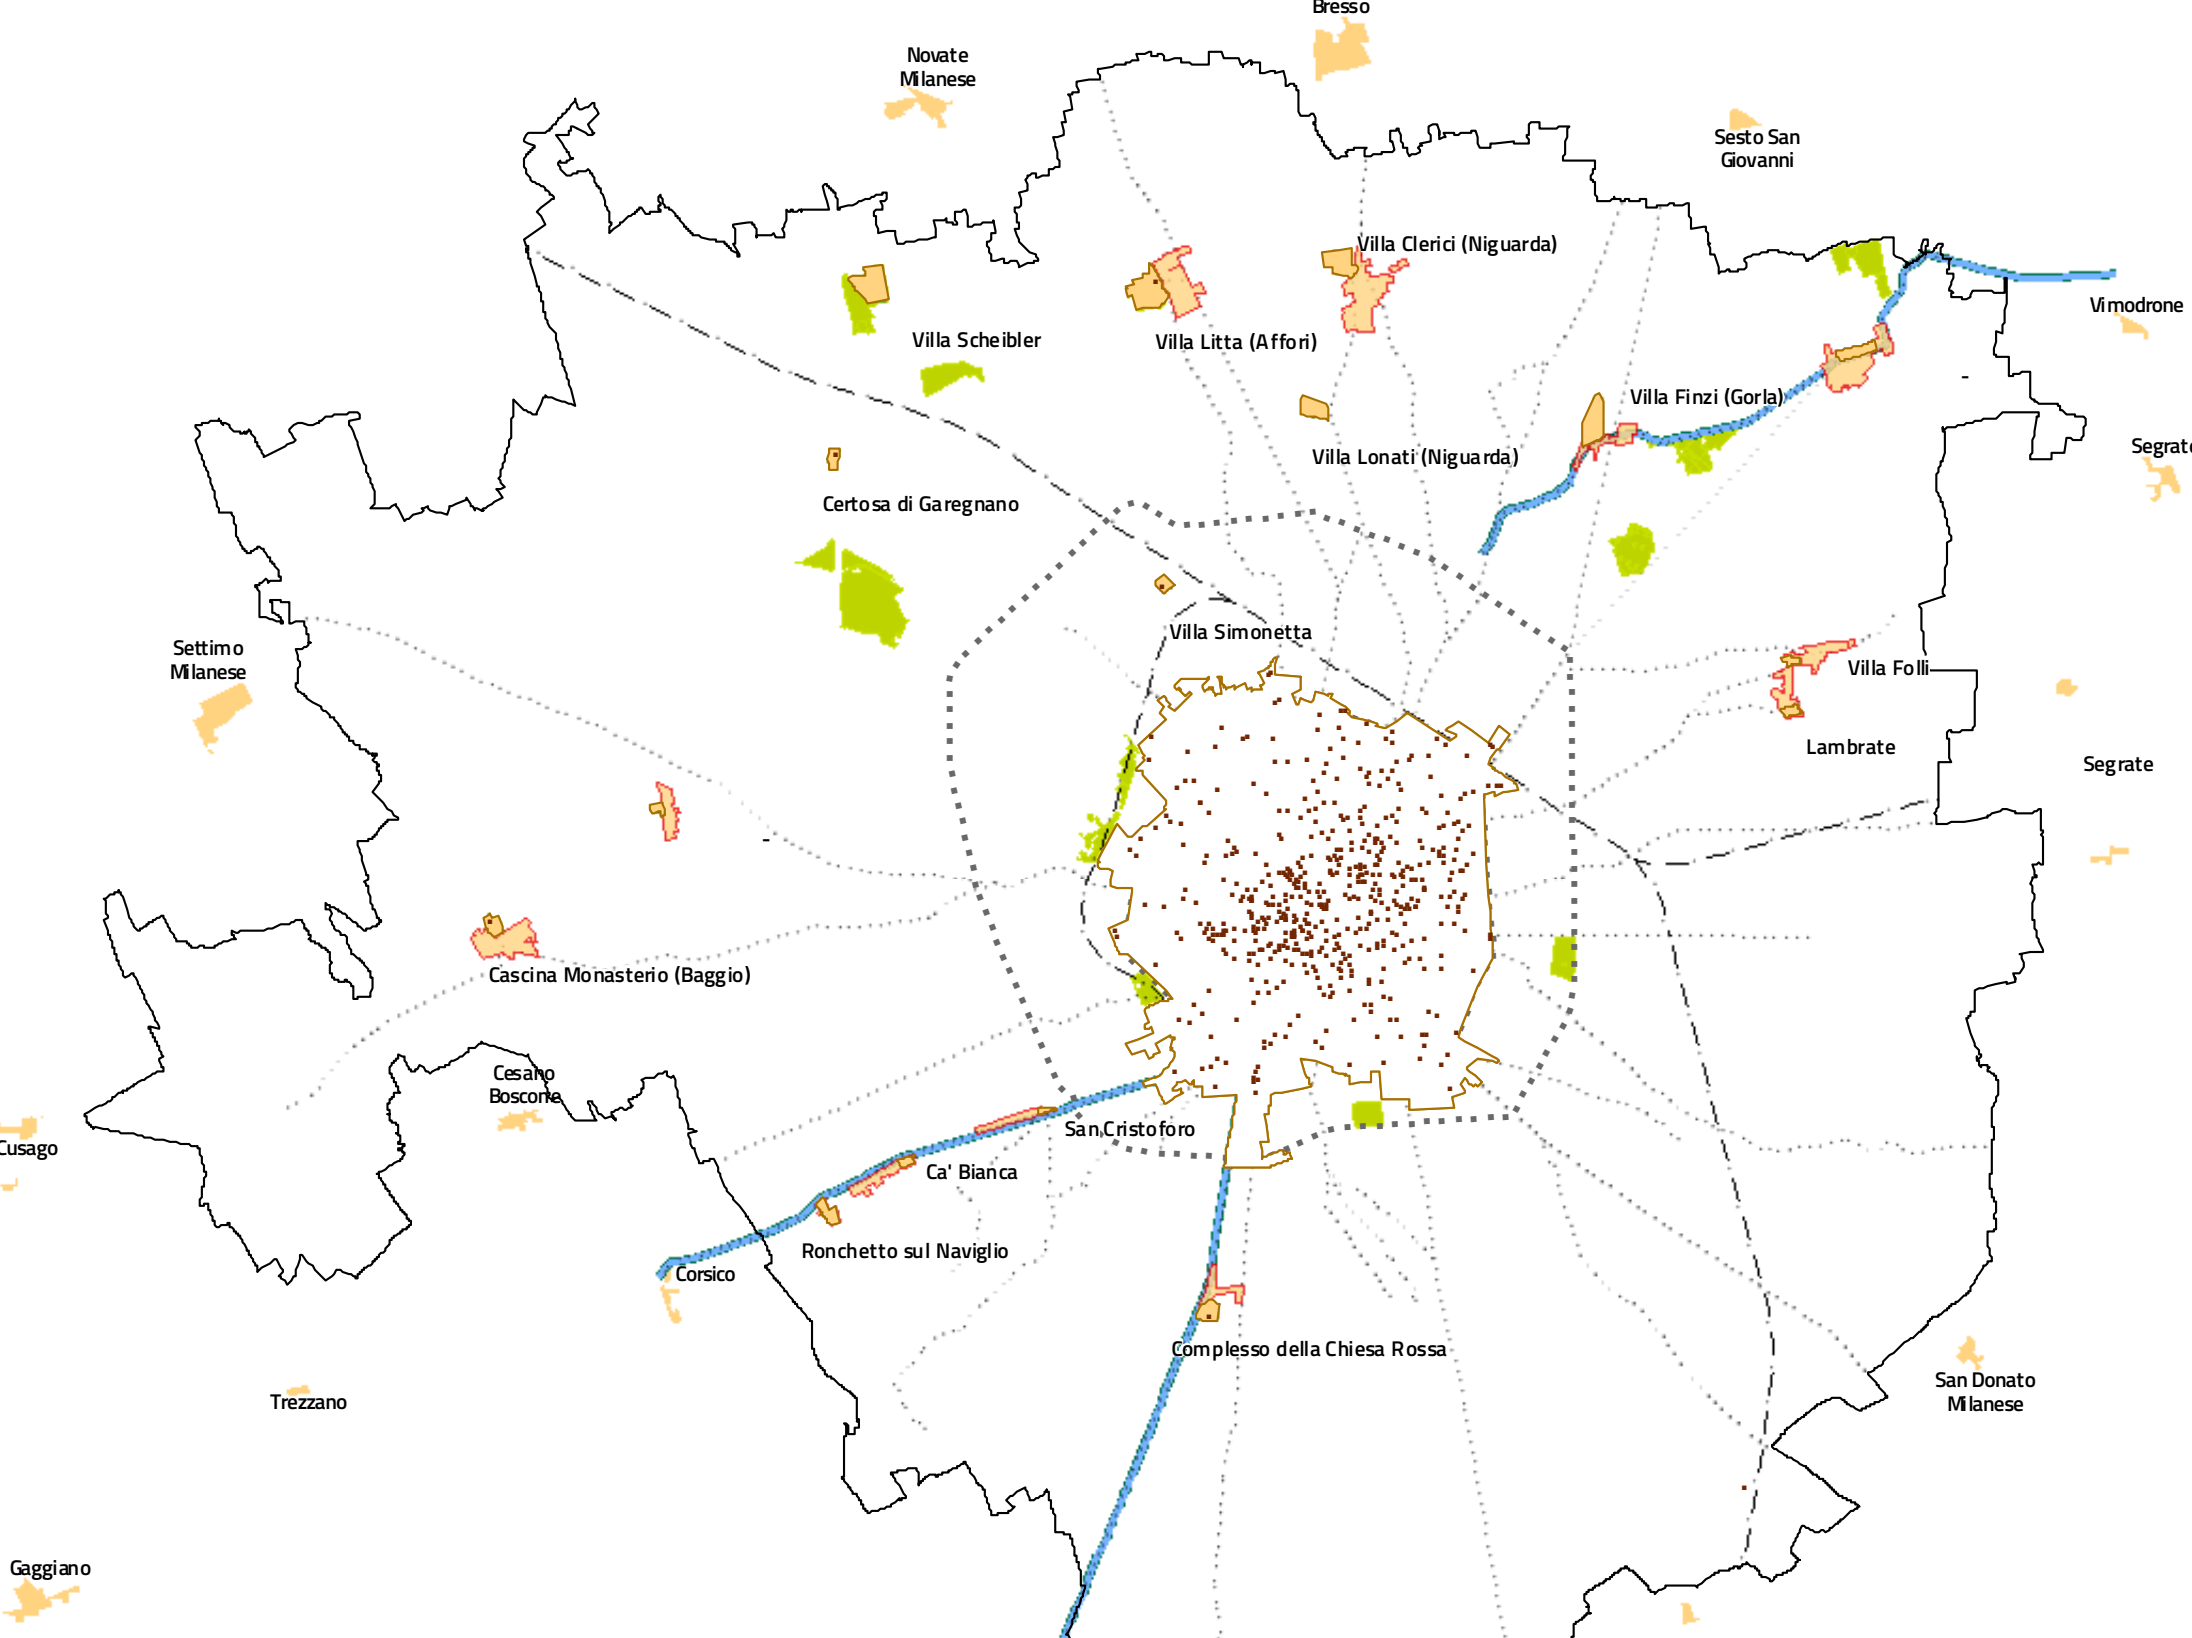 Bresso
Novate
Milanese
Sesto San
Giovanni
Villa Clerici (Niguarda)
Vimodrone
Villa Scheibler
Villa Litta (Affori)
Villa Finzi (Gorla)
Segrate
Villa Lonati (Niguarda)
Certosa di Garegnano
Villa Simonetta
Settimo
Milanese
Villa Folli
Lambrate
Segrate
Cascina Monasterio (Baggio)
Cesano
Boscone
San Cristoforo
Cusago
Ca' Bianca
Ronchetto sul Naviglio
Corsico
Complesso della Chiesa Rossa
San Donato
Milanese
Trezzano
Gaggiano